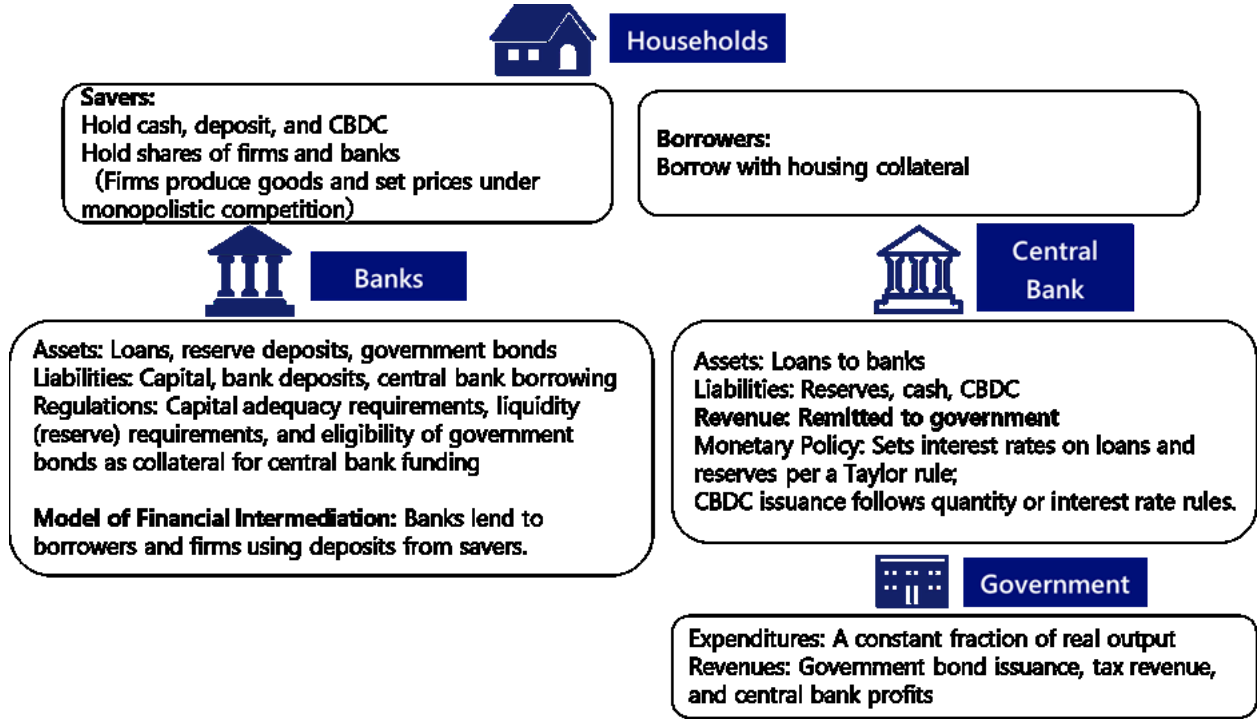 Households
Savers:
Hold cash, deposit, and CBDC
Hold shares of firms and banks
（Firms produce goods and set prices under
monopolistic competition）
Borrowers:
Borrow with housing collateral
Banks
Assets: Loans, reserve deposits, government bonds
Liabilities: Capital, bank deposits, central bank borrowing
Regulations: Capital adequacy requirements, liquidity
(reserve) requirements, and eligibility of government
bonds as collateral for central bank funding
Model of Financial Intermediation: Banks lend to
borrowers and firms using deposits from savers.
Central
Bank
Assets: Loans to banks
Liabilities: Reserves, cash, CBDC
Revenue: Remitted to government
Monetary Policy: Sets interest rates on loans and
reserves per a Taylor rule;
CBDC issuance follows quantity or interest rate rules.
Government
Expenditures: A constant fraction of real output
Revenues: Government bond issuance, tax revenue,
and central bank profits